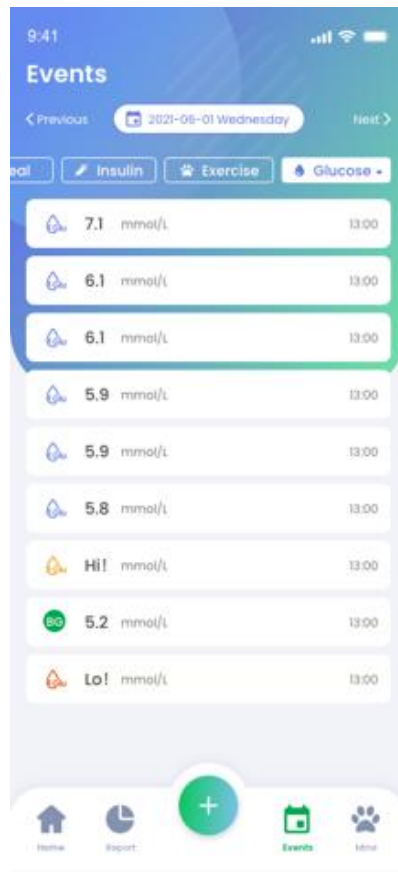 9:41
Events
Previous 2021-06-01 Wednesday Next
eal Insulin Exercise Glucose
7.1 mmol/L 13:00
6.1 mmol/L 13:00
6.1 mmol/L 13:00
5.9 mmol/L 13:00
5.9 mmol/L 13:00
5.8 mmol/L 13:00
Hi! mmol/L 13:00
BG 5.2 mmol/L 13:00
Lo! mmol/L 13:00
Home Report + Events Mine